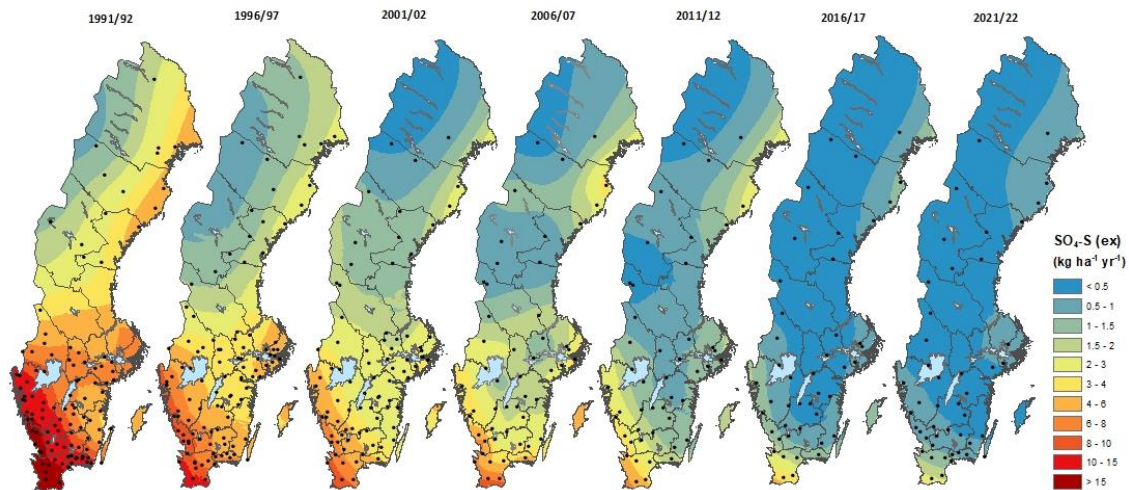 1991/92
1996/97
2001/02
2006/07
2011/12
2016/17
2021/22
SO₄-S (ex)
(kg ha⁻¹ yr⁻¹)
< 0.5
0.5 - 1
1 - 1.5
1.5 - 2
2 - 3
3 - 4
4 - 6
6 - 8
8 - 10
10 - 15
> 15